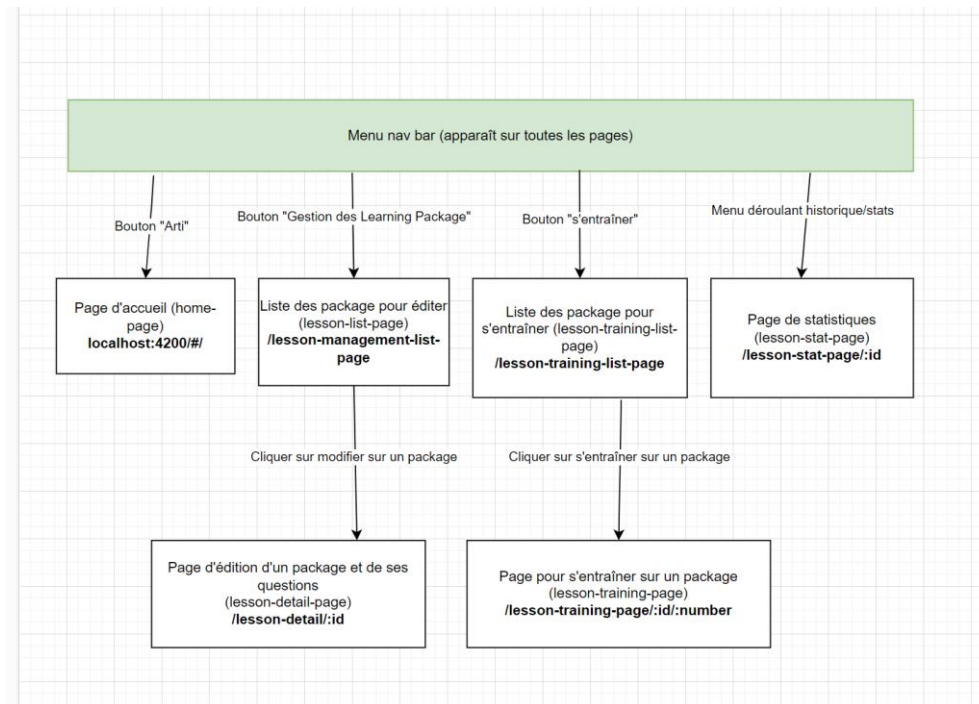 Menu nav bar (apparaît sur toutes les pages)
Bouton "Arti"
Bouton "Gestion des Learning Package"
Bouton "s'entraîner"
Menu déroulant historique/stats
Page d'accueil (home-
page)
localhost:4200/#/
Liste des package pour éditer
(lesson-list-page)
/lesson-management-list-
page
Liste des package pour
s'entraîner (lesson-training-list-
page)
/lesson-training-list-page
Page de statistiques
(lesson-stat-page)
/lesson-stat-page/:id
Cliquer sur modifier sur un package
Cliquer sur s'entraîner sur un package
Page d'édition d'un package et de ses
questions
(lesson-detail-page)
/lesson-detail/:id
Page pour s'entraîner sur un package
(lesson-training-page)
/lesson-training-page/:id/:number